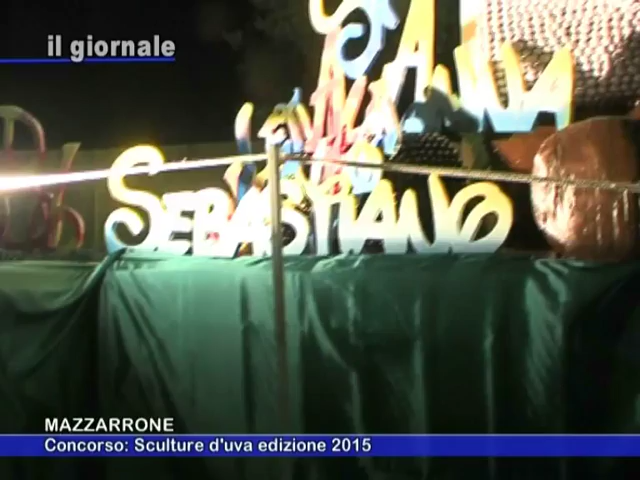 il giornale
SEBASTIANO
MAZZARRONE
Concorso: Sculture d'uva edizione 2015